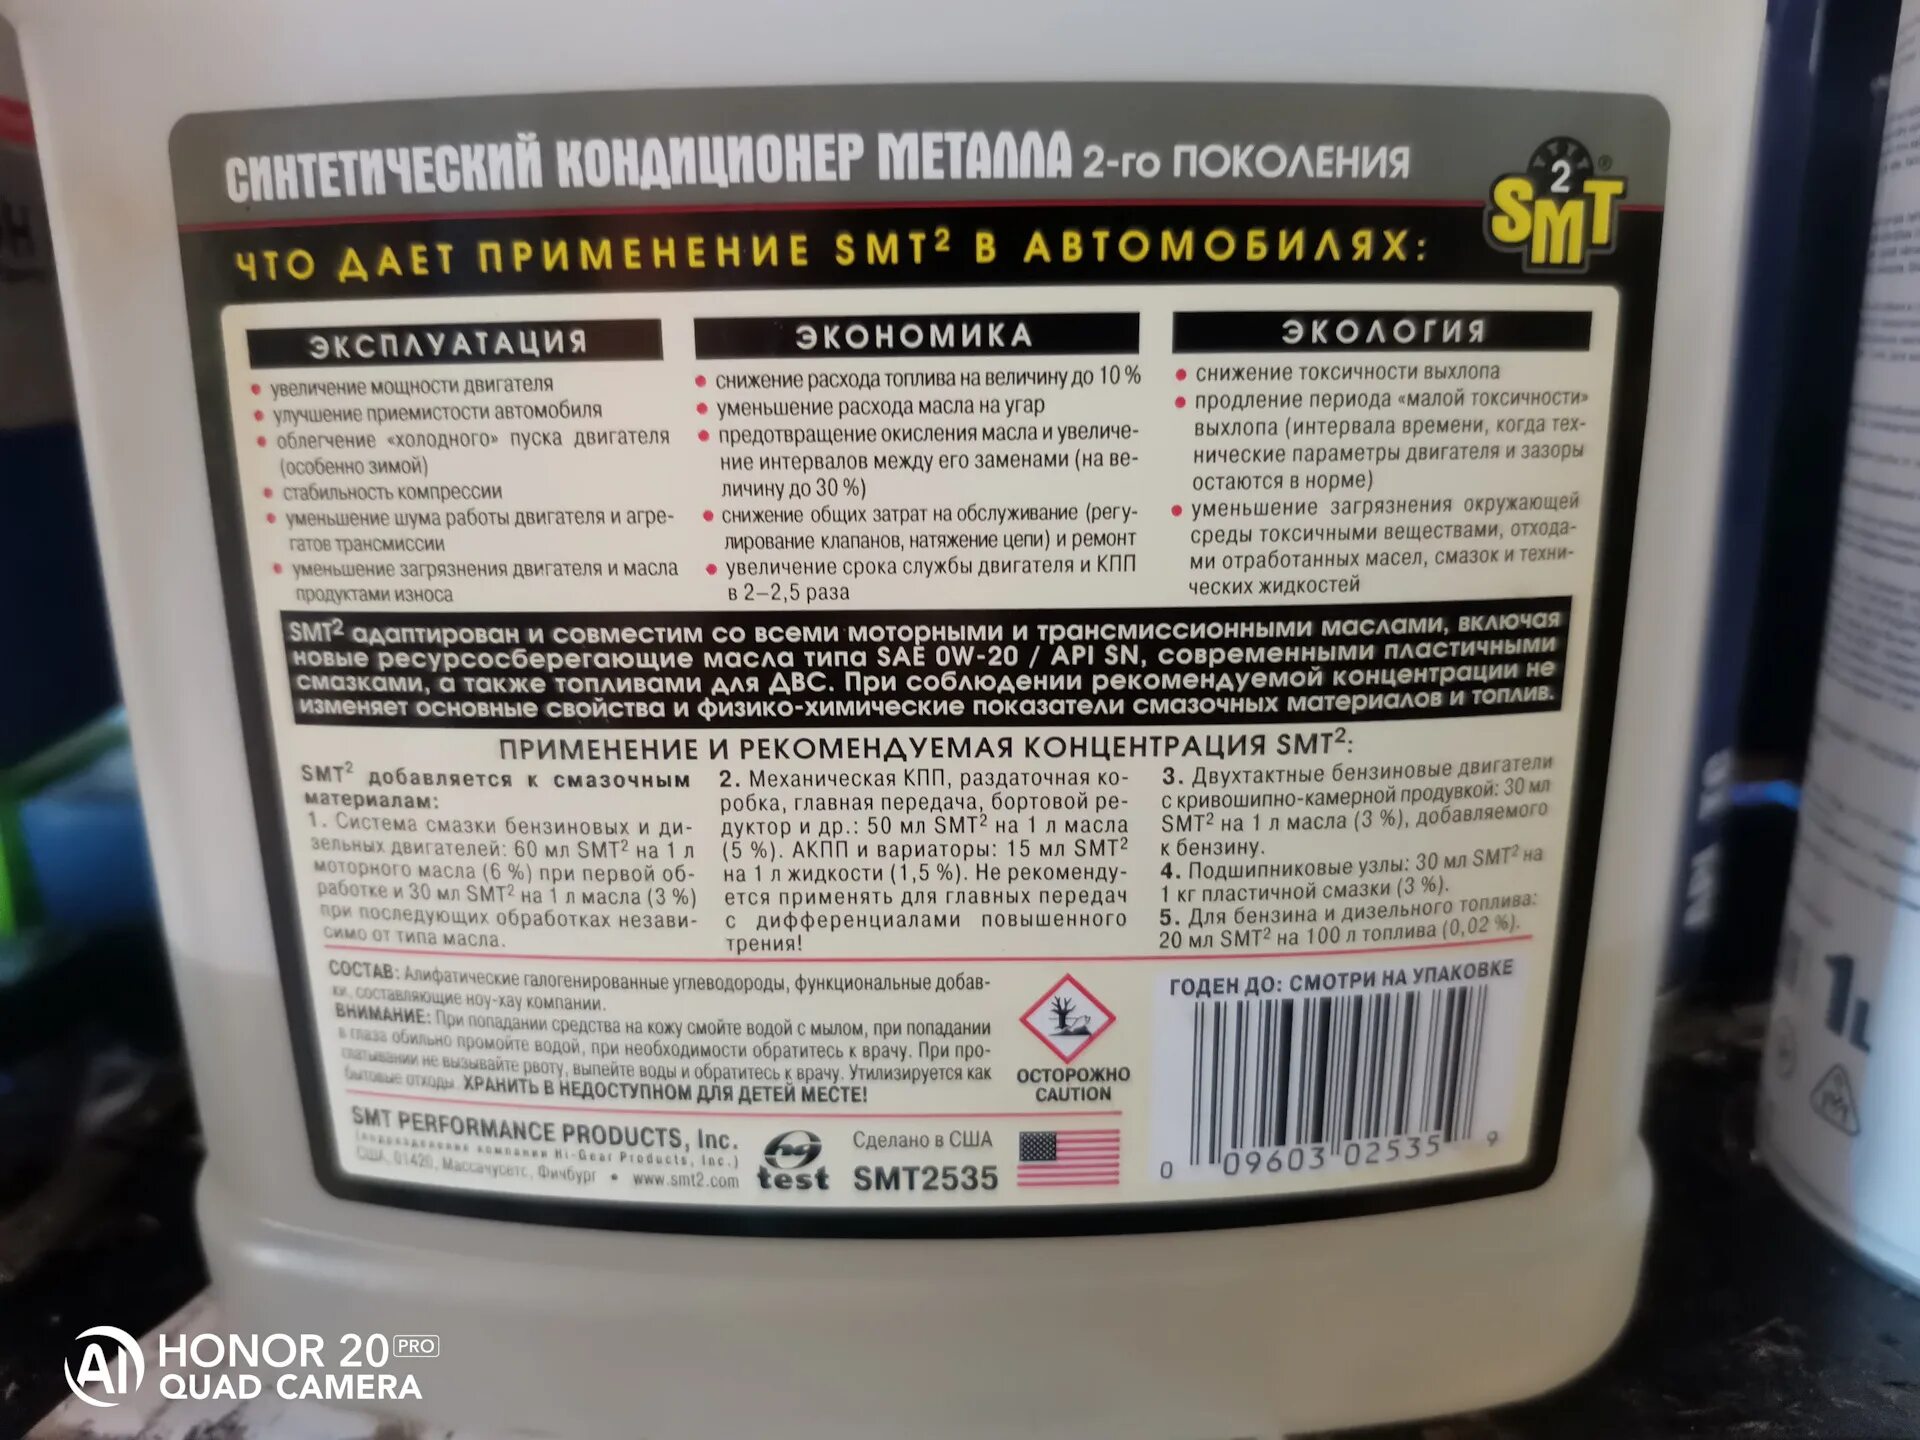 СИНТЕТИЧЕСКИЙ КОНДИЦИОНЕР МЕТАЛЛА 2-го ПОКОЛЕНИЯ
2
SMT®
ЧТО ДАЕТ ПРИМЕНЕНИЕ SMT² В АВТОМОБИЛЯХ:
ЭКСПЛУАТАЦИЯ
• увеличение мощности двигателя
• улучшение приемистости автомобиля
• облегчение «холодного» пуска двигателя
(особенно зимой)
• стабильность компрессии
• уменьшение шума работы двигателя и агре-
гатов трансмиссии
• уменьшение загрязнения двигателя и масла
продуктами износа
ЭКОНОМИКА
• снижение расхода топлива на величину до 10 %
• уменьшение расхода масла на угар
• предотвращение окисления масла и увеличе-
ние интервалов между его заменами (на ве-
личину до 30 %)
• снижение общих затрат на обслуживание (регу-
лирование клапанов, натяжение цепи) и ремонт
• увеличение срока службы двигателя и КПП
в 2–2,5 раза
ЭКОЛОГИЯ
• снижение токсичности выхлопа
• продление периода «малой токсичности»
выхлопа (интервала времени, когда тех-
нические параметры двигателя и зазоры
остаются в норме)
• уменьшение загрязнения окружающей
среды токсичными веществами, отхода-
ми отработанных масел, смазок и техни-
ческих жидкостей
SMT² адаптирован и совместим со всеми моторными и трансмиссионными маслами, включая
новые ресурсосберегающие масла типа SAE 0W-20 / API SN, современными пластичными
смазками, а также топливами для ДВС. При соблюдении рекомендуемой концентрации не
изменяет основные свойства и физико-химические показатели смазочных материалов и топлив.
ПРИМЕНЕНИЕ И РЕКОМЕНДУЕМАЯ КОНЦЕНТРАЦИЯ SMT²:
SMT² добавляется к смазочным
материалам:
1. Система смазки бензиновых и ди-
зельных двигателей: 60 мл SMT² на 1 л
моторного масла (6 %) при первой об-
работке и 30 мл SMT² на 1 л масла (3 %)
при последующих обработках незави-
симо от типа масла.
2. Механическая КПП, раздаточная ко-
робка, главная передача, бортовой ре-
дуктор и др.: 50 мл SMT² на 1 л масла
(5 %). АКПП и вариаторы: 15 мл SMT²
на 1 л жидкости (1,5 %). Не рекоменду-
ется применять для главных передач
с дифференциалами повышенного
трения!
3. Двухтактные бензиновые двигатели
с кривошипно-камерной продувкой: 30 мл
SMT² на 1 л масла (3 %), добавляемого
к бензину.
4. Подшипниковые узлы: 30 мл SMT² на
1 кг пластичной смазки (3 %).
5. Для бензина и дизельного топлива:
20 мл SMT² на 100 л топлива (0,02 %).
СОСТАВ: Алифатические галогенированные углеводороды, функциональные добав-
ки, составляющие ноу-хау компании.
ВНИМАНИЕ: При попадании средства на кожу смойте водой с мылом, при попадании
в глаза обильно промойте водой, при необходимости обратитесь к врачу. При про-
глатывании не вызывайте рвоту, выпейте воды и обратитесь к врачу. Утилизируется как
бытовые отходы. ХРАНИТЬ В НЕДОСТУПНОМ ДЛЯ ДЕТЕЙ МЕСТЕ!
ОСТОРОЖНО
CAUTION
ГОДЕН ДО: СМОТРИ НА УПАКОВКЕ
0 09603 02535 9
SMT PERFORMANCE PRODUCTS, Inc.
(подразделение компании Hi-Gear Products, Inc.)
США, 01420, Массачусетс, Фичбург • www.smt2.com
test
Сделано в США
SMT2535
1L
AI HONOR 20 PRO
QUAD CAMERA